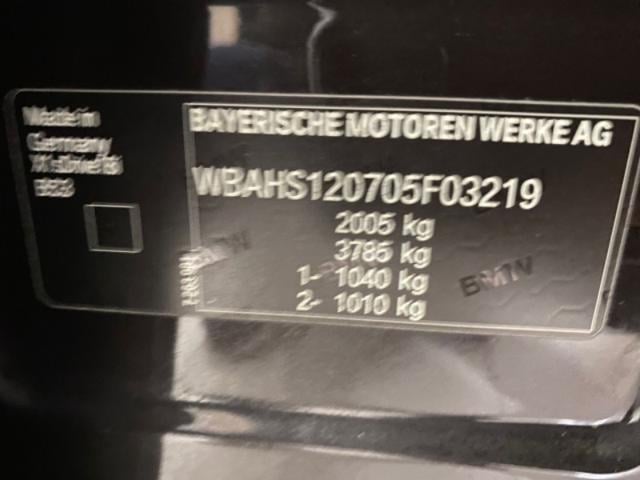 Made in
Germany
BAYERISCHE MOTOREN WERKE AG
WBAHS120705F03219
2005 kg
3785 kg
1- 1040 kg
2- 1010 kg
BMW